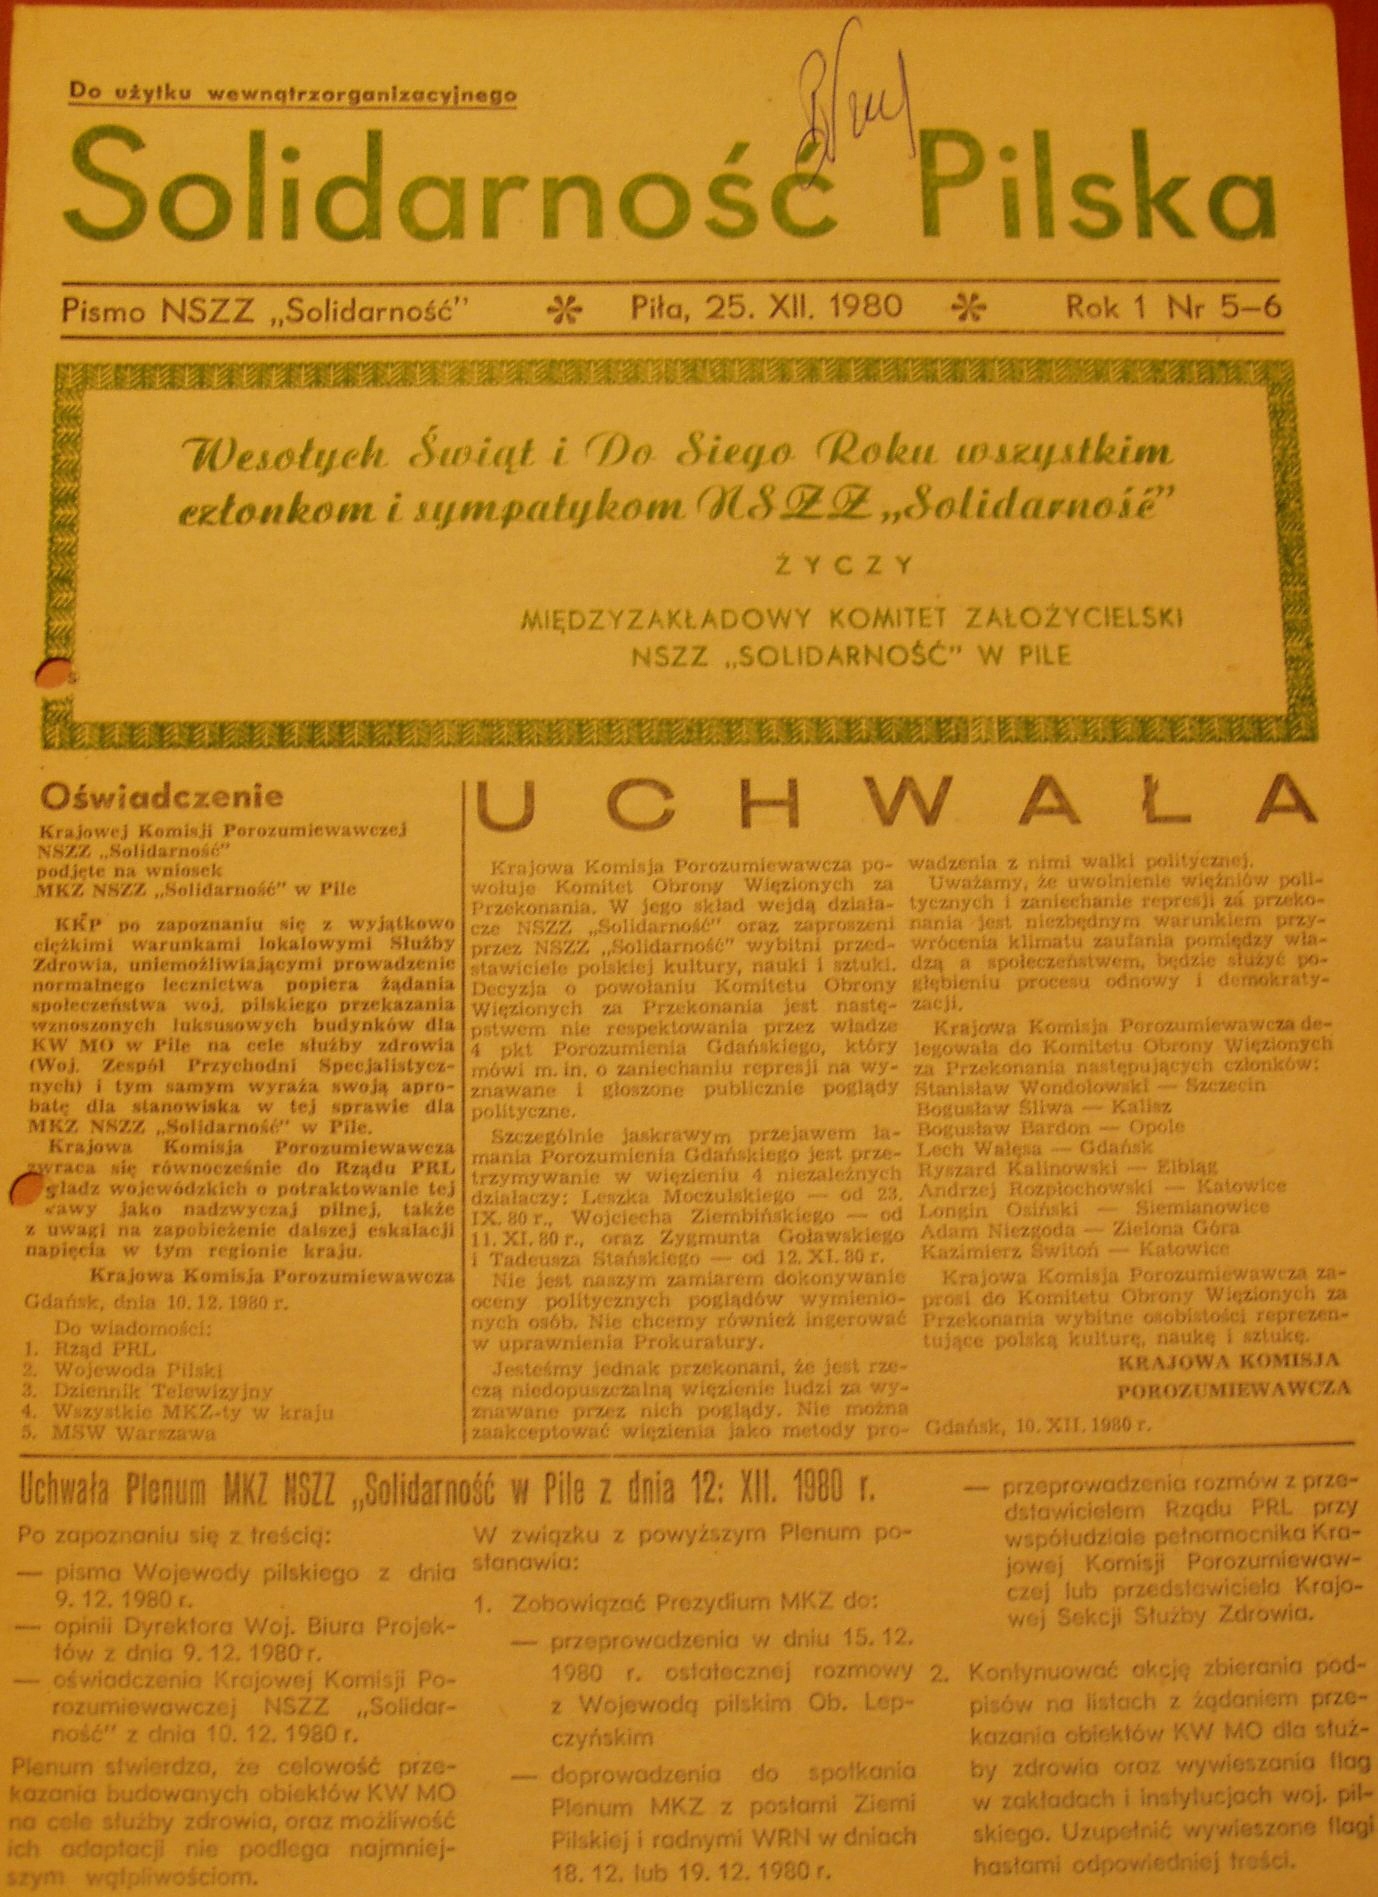 Do użytku wewnątrzorganizacyjnego
Solidarność Pilska
Pismo NSZZ „Solidarność” * Piła, 25. XII. 1980 * Rok 1 Nr 5–6
Wesołych Świąt i Do Siego Roku wszystkim
członkom i sympatykom NSZZ „Solidarność”
ŻYCZY
MIĘDZYZAKŁADOWY KOMITET ZAŁOŻYCIELSKI
NSZZ „SOLIDARNOŚĆ” W PILE
Oświadczenie
Krajowej Komisji Porozumiewawczej
NSZZ „Solidarność”
podjęte na wniosek
MKZ NSZZ „Solidarność” w Pile
KKP po zapoznaniu się z wyjątkowo
ciężkimi warunkami lokalowymi Służby
Zdrowia, uniemożliwiającymi prowadzenie
normalnego lecznictwa popiera żądania
społeczeństwa woj. pilskiego przekazania
wznoszonych luksusowych budynków dla
KW MO w Pile na cele służby zdrowia
(Woj. Zespół Przychodni Specjalistycz-
nych) i tym samym wyraża swoją apro-
batę dla stanowiska w tej sprawie dla
MKZ NSZZ „Solidarność” w Pile.
Krajowa Komisja Porozumiewawcza
zwraca się równocześnie do Rządu PRL
gładz wojewódzkich o potraktowanie tej
awy jako nadzwyczaj pilnej, także
z uwagi na zapobieżenie dalszej eskalacji
napięcia w tym regionie kraju.
Krajowa Komisja Porozumiewawcza
Gdańsk, dnia 10. 12. 1980 r.
Do wiadomości:
1. Rząd PRL
2. Wojewoda Pilski
3. Dziennik Telewizyjny
4. Wszystkie MKZ-ty w kraju
5. MSW Warszawa
UCHWAŁA
Krajowa Komisja Porozumiewawcza po-
wołuje Komitet Obrony Więzionych za
Przekonania. W jego skład wejdą działa-
cze NSZZ „Solidarność” oraz zaproszeni
przez NSZZ „Solidarność” wybitni przed-
stawiciele polskiej kultury, nauki i sztuki.
Decyzja o powołaniu Komitetu Obrony
Więzionych za Przekonania jest nastę-
pstwem nie respektowania przez władze
4 pkt Porozumienia Gdańskiego, który
mówi m. in. o zaniechaniu represji na wy-
znawane i głoszone publicznie poglądy
polityczne.
Szczególnie jaskrawym przejawem ła-
mania Porozumienia Gdańskiego jest prze-
trzymywanie w więzieniu 4 niezależnych
działaczy: Leszka Moczulskiego — od 23.
IX. 80 r., Wojciecha Ziembińskiego — od
11. XI. 80 r., oraz Zygmunta Goławskiego
i Tadeusza Stańskiego — od 12. XI. 80 r.
Nie jest naszym zamiarem dokonywanie
oceny politycznych poglądów wymienio-
nych osób. Nie chcemy również ingerować
w uprawnienia Prokuratury.
Jesteśmy jednak przekonani, że jest rze-
czą niedopuszczalną więzienie ludzi za wy-
znawane przez nich poglądy. Nie można
zaakceptować więzienia jako metody pro-
wadzenia z nimi walki politycznej.
Uważamy, że uwolnienie więźniów poli-
tycznych i zaniechanie represji za przeko-
nania jest niezbędnym warunkiem przy-
wrócenia klimatu zaufania pomiędzy wła-
dzą a społeczeństwem, będzie służyć po-
głębieniu procesu odnowy i demokraty-
zacji.
Krajowa Komisja Porozumiewawcza de-
legowała do Komitetu Obrony Więzionych
za Przekonania następujących członków:
Stanisław Wondołowski — Szczecin
Bogusław Śliwa — Kalisz
Bogusław Bardon — Opole
Lech Wałęsa — Gdańsk
Ryszard Kalinowski — Elbląg
Andrzej Rozpłochowski — Katowice
Longin Osiński — Siemianowice
Adam Niezgoda — Zielona Góra
Kazimierz Świtoń — Katowice
Krajowa Komisja Porozumiewawcza za-
prosi do Komitetu Obrony Więzionych za
Przekonania wybitne osobistości reprezen-
tujące polską kulturę, naukę i sztukę.
KRAJOWA KOMISJA
POROZUMIEWAWCZA
Gdańsk, 10. XII. 1980 r.
Uchwała Plenum MKZ NSZZ „Solidarność w Pile z dnia 12: XII. 1980 r.
Po zapoznaniu się z treścią:
— pisma Wojewody pilskiego z dnia
9. 12. 1980 r.
— opinii Dyrektora Woj. Biura Projek-
tów z dnia 9. 12. 1980 r.
— oświadczenia Krajowej Komisji Po-
rozumiewawczej NSZZ „Solidar-
ność” z dnia 10. 12. 1980 r.
Plenum stwierdza, że celowość prze-
kazania budowanych obiektów KW MO
na cele służby zdrowia, oraz możliwość
ich adaptacji nie podlega najmniej-
szym wątpliwościom.
W związku z powyższym Plenum po-
stanawia:
1. Zobowiązać Prezydium MKZ do:
— przeprowadzenia w dniu 15. 12.
1980 r. ostatecznej rozmowy
z Wojewodą pilskim Ob. Lep-
czyńskim
— doprowadzenia do spotkania
Plenum MKZ z posłami Ziemi
Pilskiej i radnymi WRN w dniach
18. 12. lub 19. 12. 1980 r.
— przeprowadzenia rozmów z prze-
dstawicielem Rządu PRL przy
współudziale pełnomocnika Kra-
jowej Komisji Porozumiewaw-
czej lub przedstawiciela Krajo-
wej Sekcji Służby Zdrowia.
2. Kontynuować akcję zbierania pod-
pisów na listach z żądaniem prze-
kazania obiektów KW MO dla służ-
by zdrowia oraz wywieszania flag
w zakładach i instytucjach woj. pil-
skiego. Uzupełnić wywieszone flagi
hasłami odpowiedniej treści.